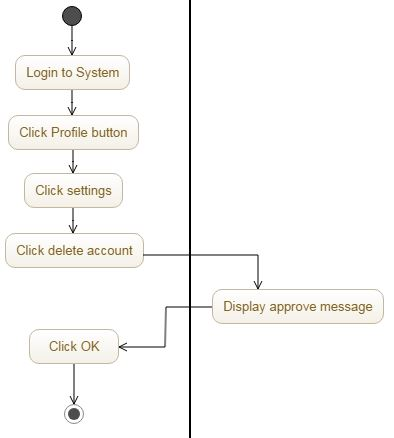 Login to System
Click Profile button
Click settings
Click delete account
Display approve message
Click OK